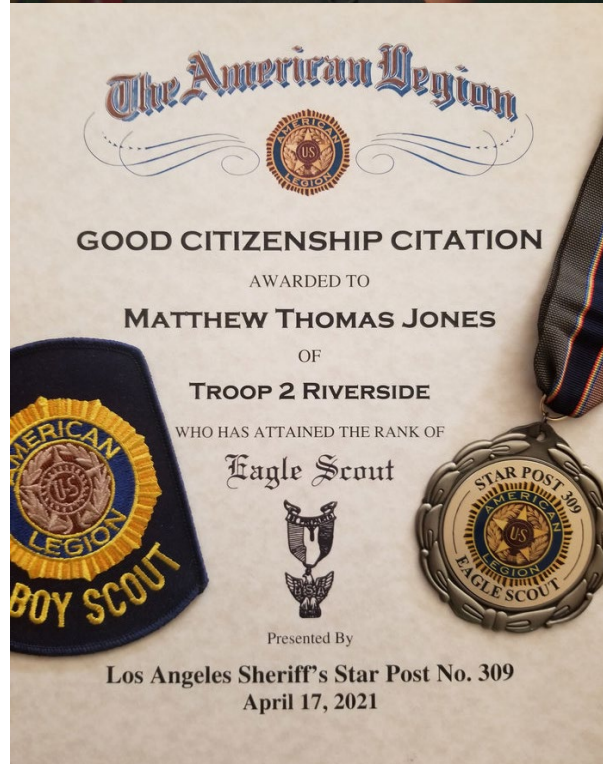 The American Legion
AMERICAN
US
LEGION
GOOD CITIZENSHIP CITATION
AWARDED TO
MATTHEW THOMAS JONES
OF
TROOP 2 RIVERSIDE
WHO HAS ATTAINED THE RANK OF
Eagle Scout
Presented By
Los Angeles Sheriff's Star Post No. 309
April 17, 2021
AMERICAN
US
LEGION
BOY SCOUT
STAR POST 309
AMERICAN
US
LEGION
EAGLE SCOUT